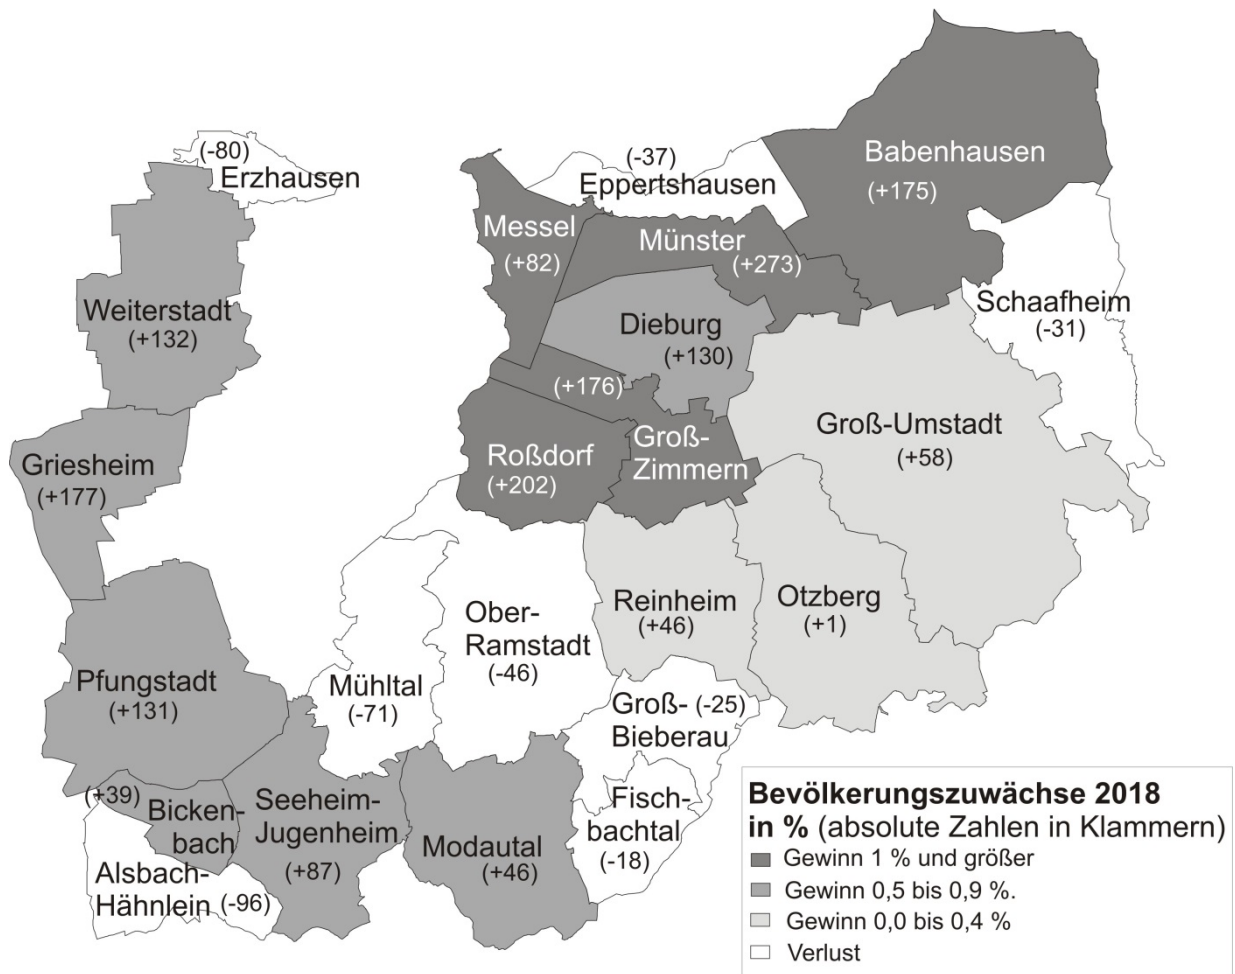 (-80)
Erzhausen
(-37)
Eppertshausen
Babenhausen
(+175)
Messel
(+82)
Münster
(+273)
Schaafheim
(-31)
Weiterstadt
(+132)
Dieburg
(+130)
(+176)
Groß-
Zimmern
Groß-Umstadt
(+58)
Griesheim
(+177)
Roßdorf
(+202)
Ober-
Ramstadt
(-46)
Reinheim
(+46)
Otzberg
(+1)
Pfungstadt
(+131)
Mühltal
(-71)
Groß- (-25)
Bieberau
(+39)
Bicken-
bach
Seeheim-
Jugenheim
(+87)
Modautal
(+46)
Fisch-
bachtal
(-18)
Alsbach-
Hähnlein (-96)
Bevölkerungszuwächse 2018
in % (absolute Zahlen in Klammern)
Gewinn 1 % und größer
Gewinn 0,5 bis 0,9 %.
Gewinn 0,0 bis 0,4 %
Verlust